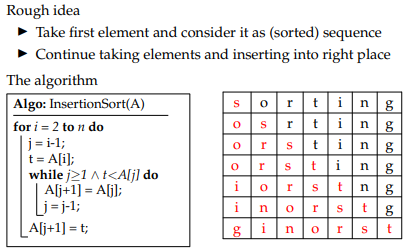 Rough idea
► Take first element and consider it as (sorted) sequence
► Continue taking elements and inserting into right place
The algorithm
Algo: InsertionSort(A)
for i = 2 to n do
j = i-1;
t = A[i];
while j≥1 ∧ t<A[j] do
A[j+1] = A[j];
j = j-1;
A[j+1] = t;
s o r t i n g
o s r t i n g
o r s t i n g
o r s t i n g
i o r s t n g
i n o r s t g
g i n o r s t